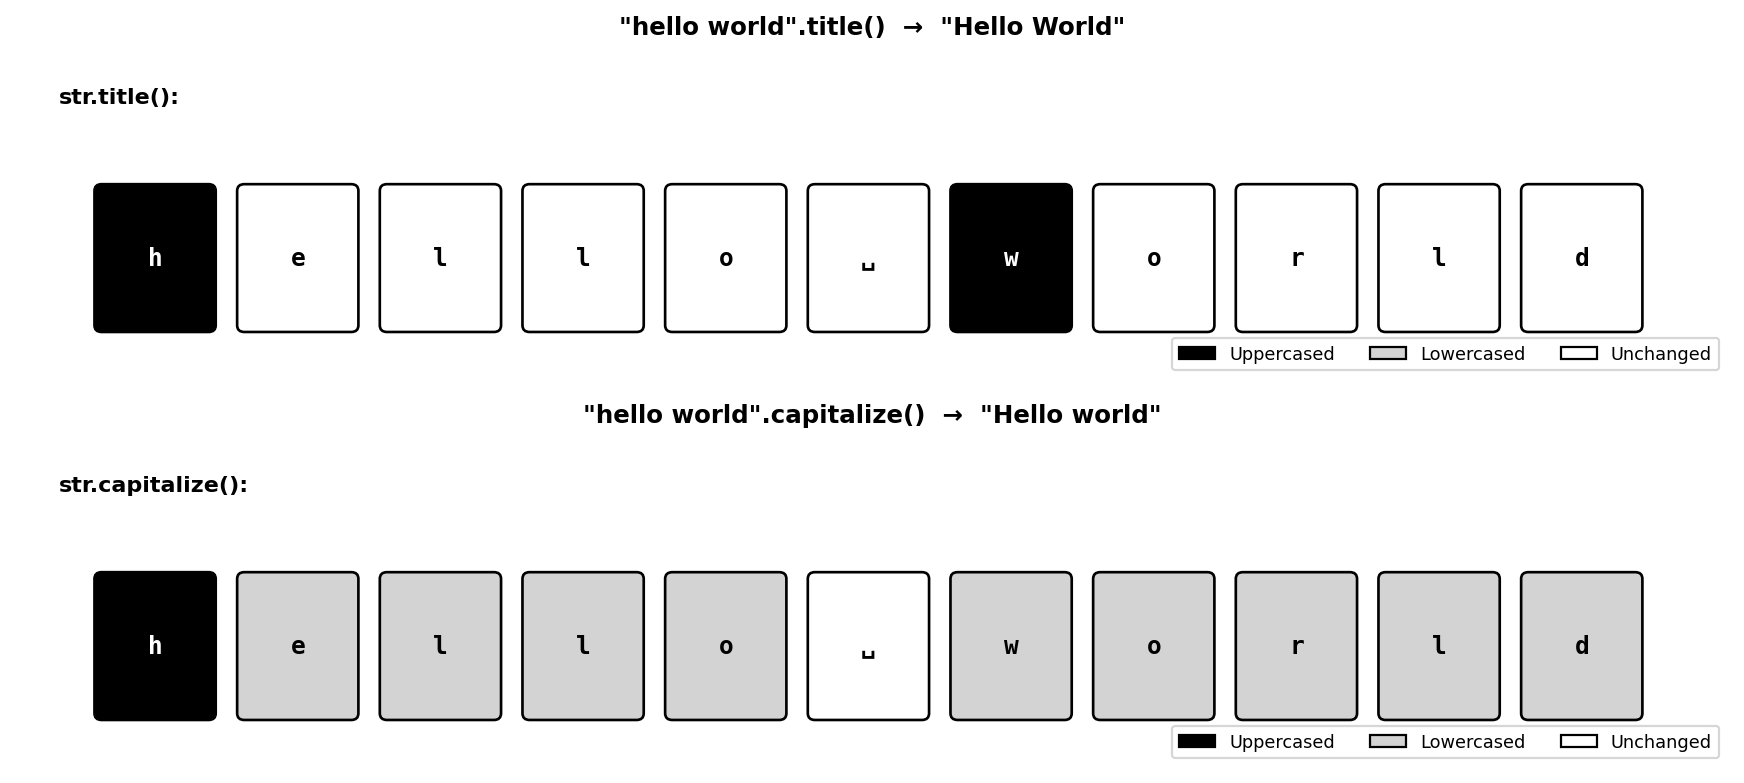 "hello world".title() → "Hello World"
str.title():
h e l l o ␣ w o r l d
Uppercased Lowercased Unchanged
"hello world".capitalize() → "Hello world"
str.capitalize():
h e l l o ␣ w o r l d
Uppercased Lowercased Unchanged